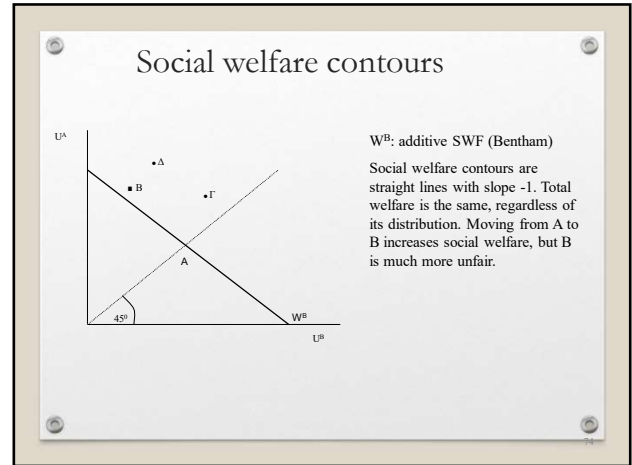 Social welfare contours
Uᴬ
•Δ
■ B
•Γ
A
45⁰
Wᴮ
Uᴮ
Wᴮ: additive SWF (Bentham)
Social welfare contours are
straight lines with slope -1. Total
welfare is the same, regardless of
its distribution. Moving from A to
B increases social welfare, but B
is much more unfair.
74